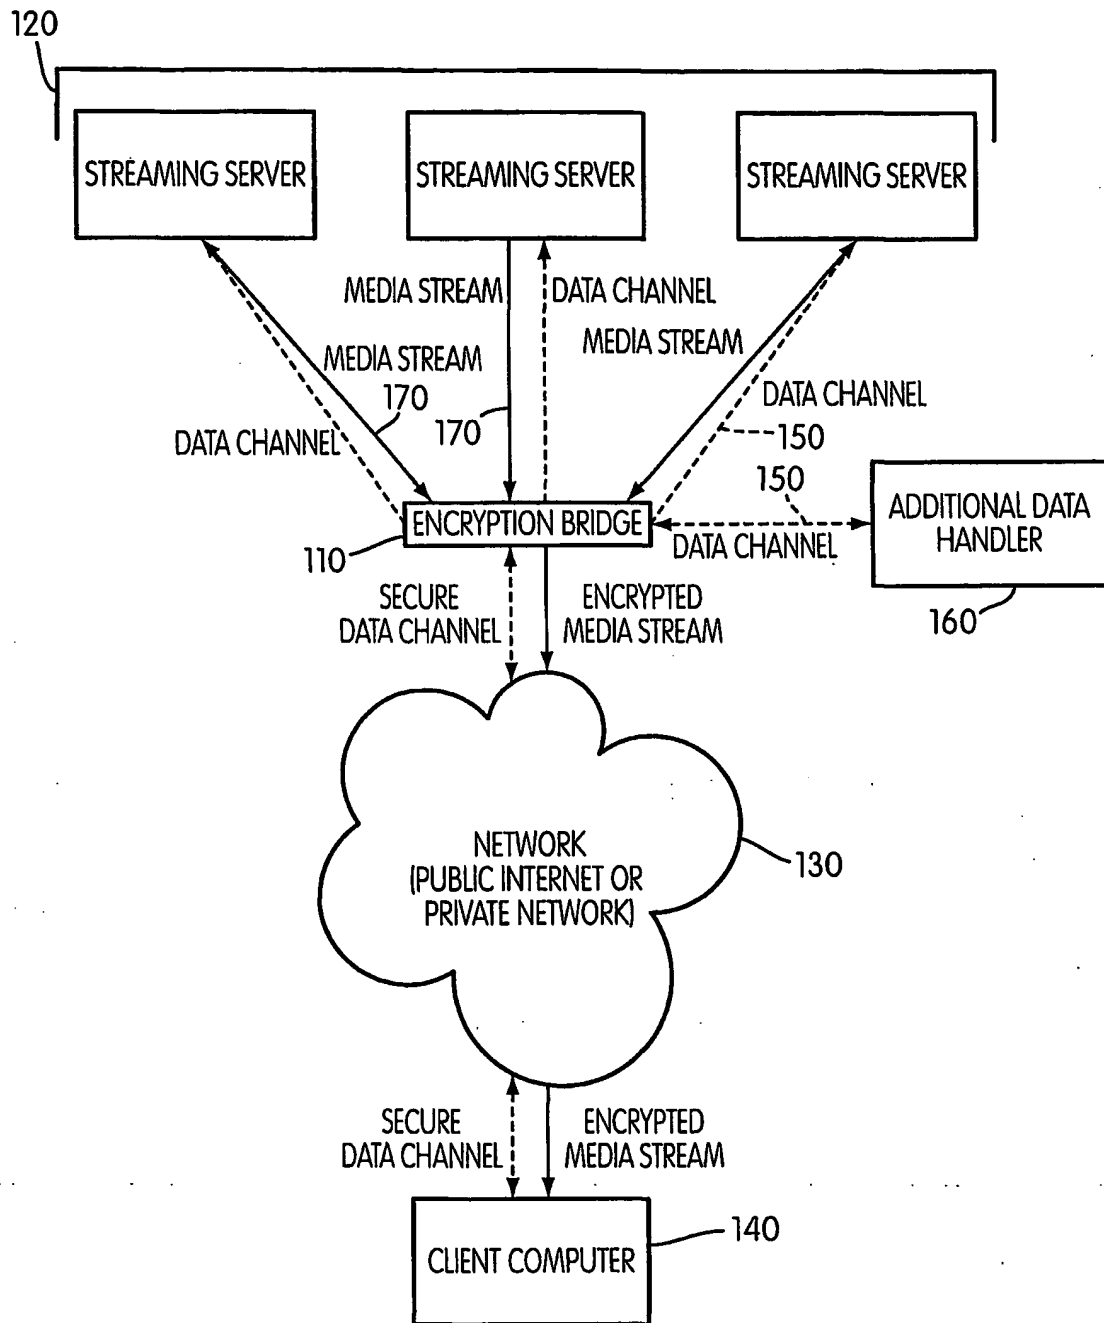 120
STREAMING SERVER
STREAMING SERVER
STREAMING SERVER
MEDIA STREAM
DATA CHANNEL
MEDIA STREAM
MEDIA STREAM
170
170
DATA CHANNEL
DATA CHANNEL
150
150
ENCRYPTION BRIDGE
110
DATA CHANNEL
ADDITIONAL DATA
HANDLER
160
SECURE
DATA CHANNEL
ENCRYPTED
MEDIA STREAM
NETWORK
(PUBLIC INTERNET OR
PRIVATE NETWORK)
130
SECURE
DATA CHANNEL
ENCRYPTED
MEDIA STREAM
CLIENT COMPUTER
140